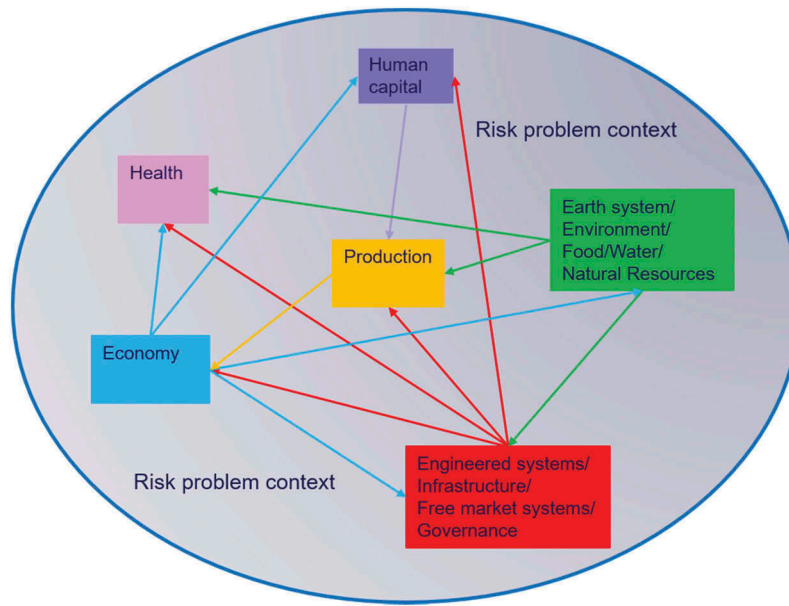 Human
capital
Risk problem context
Health
Earth system/
Environment/
Food/Water/
Natural Resources
Production
Economy
Risk problem context
Engineered systems/
Infrastructure/
Free market systems/
Governance